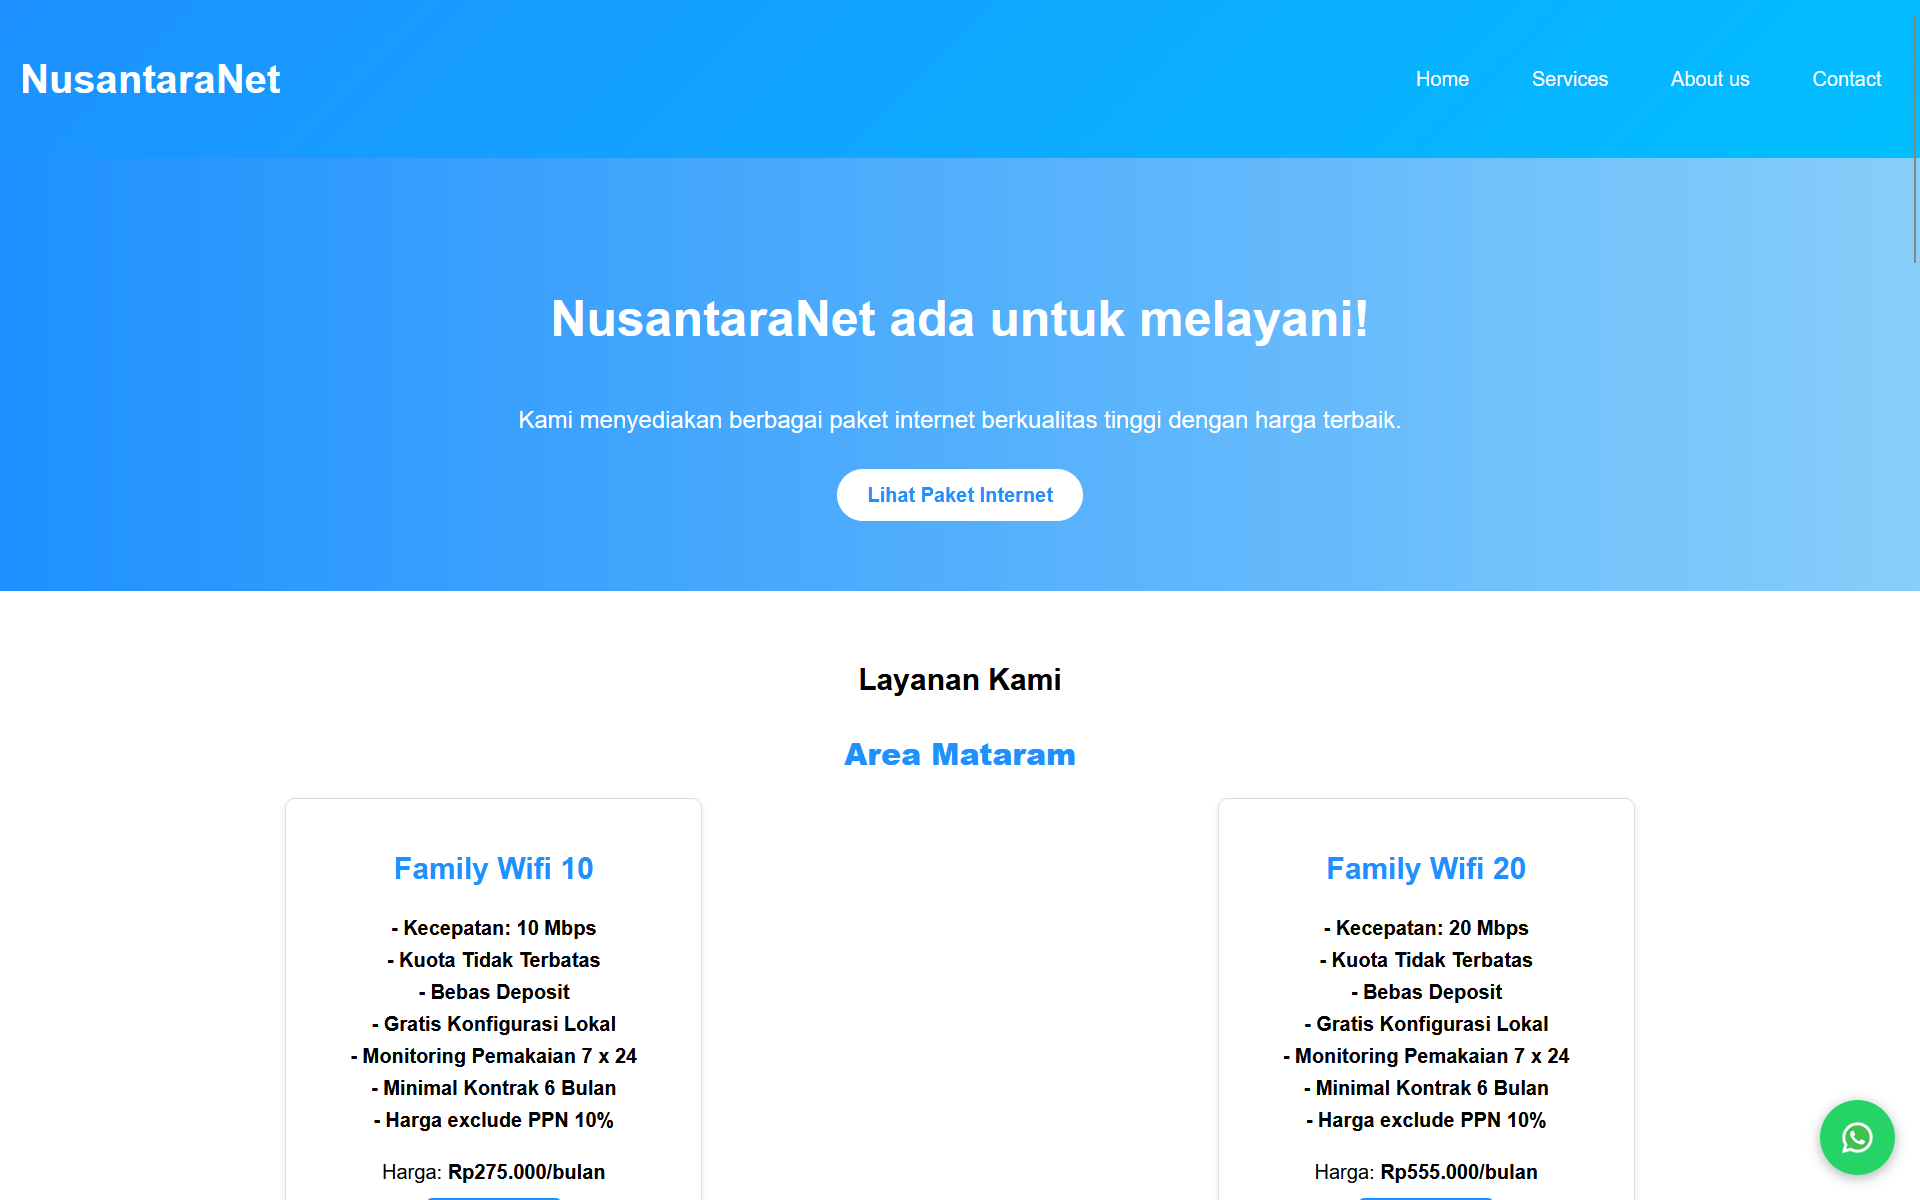 NusantaraNet
Home
Services
About us
Contact
NusantaraNet ada untuk melayani!
Kami menyediakan berbagai paket internet berkualitas tinggi dengan harga terbaik.
Lihat Paket Internet
Layanan Kami
Area Mataram
Family Wifi 10
- Kecepatan: 10 Mbps
- Kuota Tidak Terbatas
- Bebas Deposit
- Gratis Konfigurasi Lokal
- Monitoring Pemakaian 7 x 24
- Minimal Kontrak 6 Bulan
- Harga exclude PPN 10%
Harga: Rp275.000/bulan
Family Wifi 20
- Kecepatan: 20 Mbps
- Kuota Tidak Terbatas
- Bebas Deposit
- Gratis Konfigurasi Lokal
- Monitoring Pemakaian 7 x 24
- Minimal Kontrak 6 Bulan
- Harga exclude PPN 10%
Harga: Rp555.000/bulan